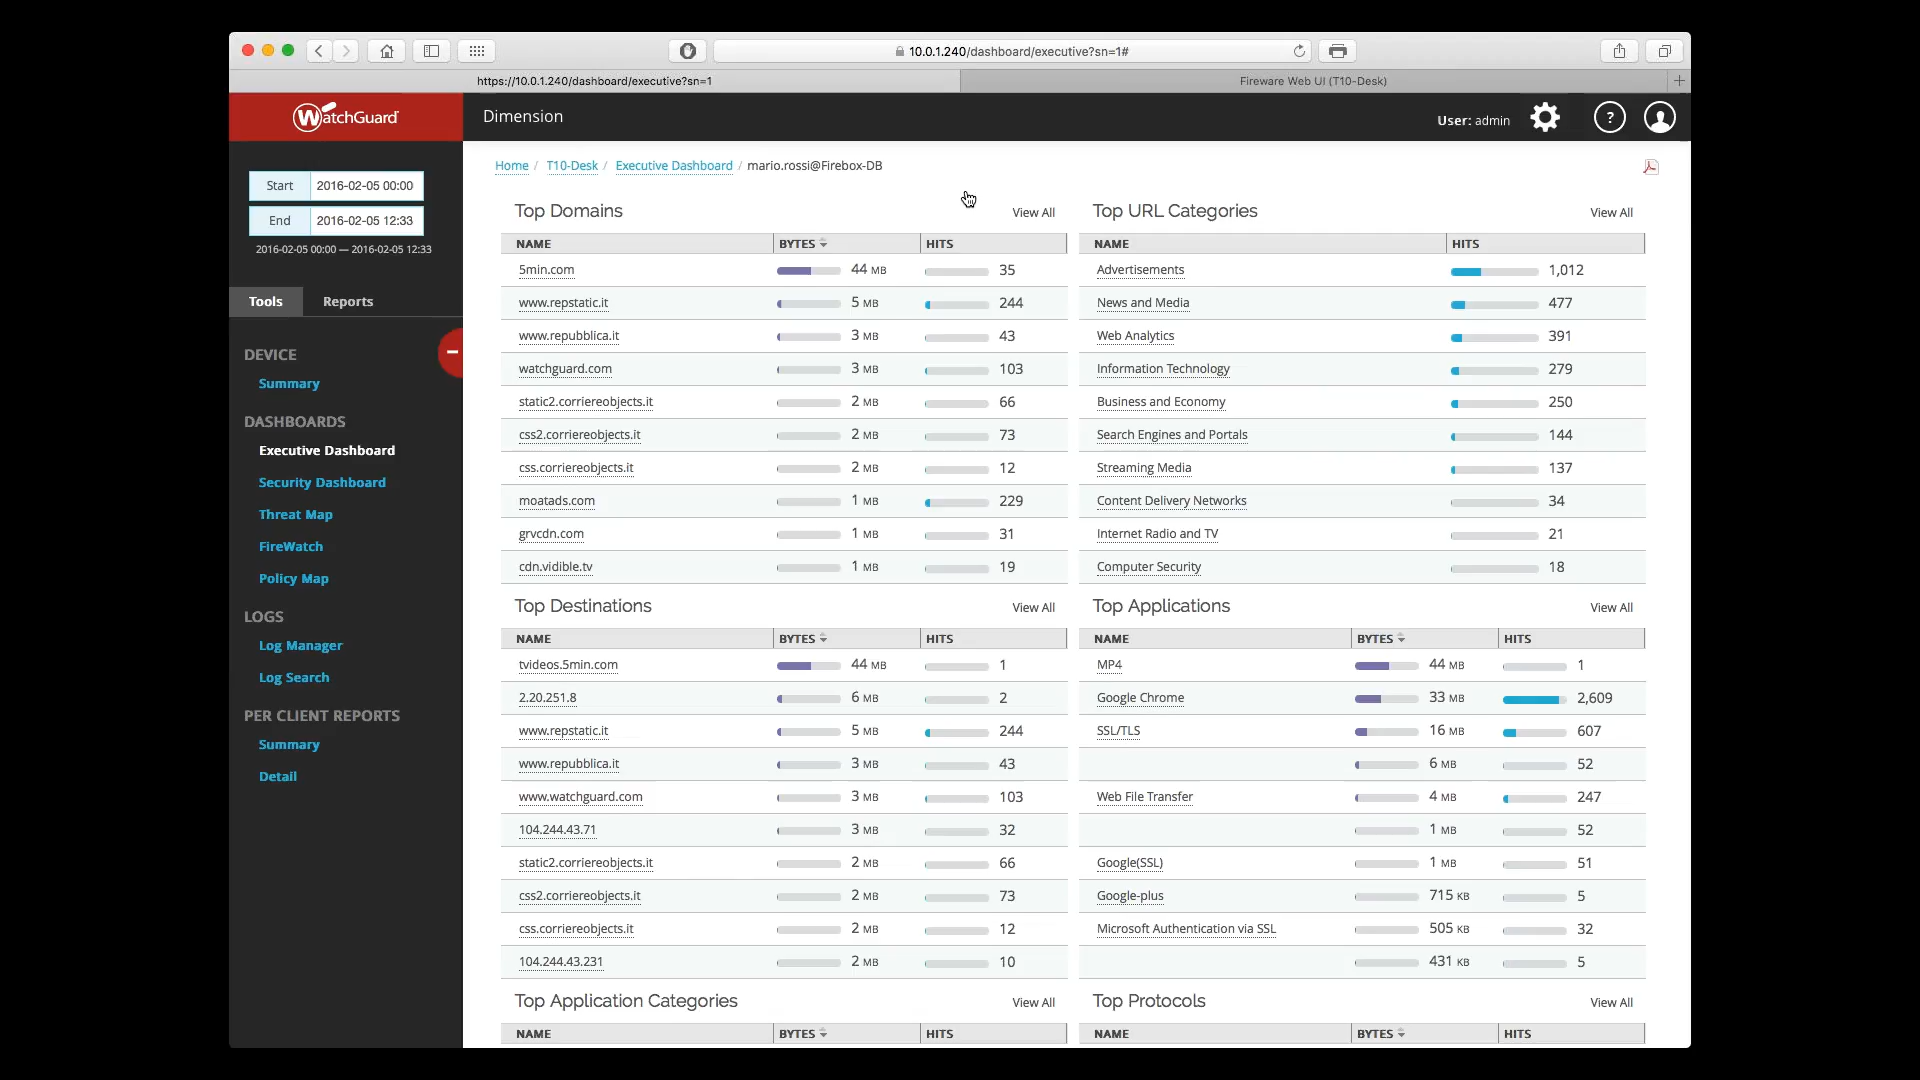 10.0.1.240/dashboard/executive?sn=1#
https://10.0.1.240/dashboard/executive?sn=1
Fireware Web UI (T10-Desk)
WatchGuard
Dimension
User: admin
?
Start 2016-02-05 00:00
End 2016-02-05 12:33
2016-02-05 00:00 — 2016-02-05 12:33
Tools Reports
DEVICE
Summary
DASHBOARDS
Executive Dashboard
Security Dashboard
Threat Map
FireWatch
Policy Map
LOGS
Log Manager
Log Search
PER CLIENT REPORTS
Summary
Detail
Home / T10-Desk / Executive Dashboard / mario.rossi@Firebox-DB
Top Domains View All
NAME BYTES HITS
5min.com 44 MB 35
www.repstatic.it 5 MB 244
www.repubblica.it 3 MB 43
watchguard.com 3 MB 103
static2.corriereobjects.it 2 MB 66
css2.corriereobjects.it 2 MB 73
css.corriereobjects.it 2 MB 12
moatads.com 1 MB 229
grvcdn.com 1 MB 31
cdn.vidible.tv 1 MB 19
Top URL Categories View All
NAME HITS
Advertisements 1,012
News and Media 477
Web Analytics 391
Information Technology 279
Business and Economy 250
Search Engines and Portals 144
Streaming Media 137
Content Delivery Networks 34
Internet Radio and TV 21
Computer Security 18
Top Destinations View All
NAME BYTES HITS
tvideos.5min.com 44 MB 1
2.20.251.8 6 MB 2
www.repstatic.it 5 MB 244
www.repubblica.it 3 MB 43
www.watchguard.com 3 MB 103
104.244.43.71 3 MB 32
static2.corriereobjects.it 2 MB 66
css2.corriereobjects.it 2 MB 73
css.corriereobjects.it 2 MB 12
104.244.43.231 2 MB 10
Top Applications View All
NAME BYTES HITS
MP4 44 MB 1
Google Chrome 33 MB 2,609
SSL/TLS 16 MB 607
6 MB 52
Web File Transfer 4 MB 247
1 MB 52
Google(SSL) 1 MB 51
Google-plus 715 KB 5
Microsoft Authentication via SSL 505 KB 32
431 KB 5
Top Application Categories View All
NAME BYTES HITS
Top Protocols View All
NAME BYTES HITS